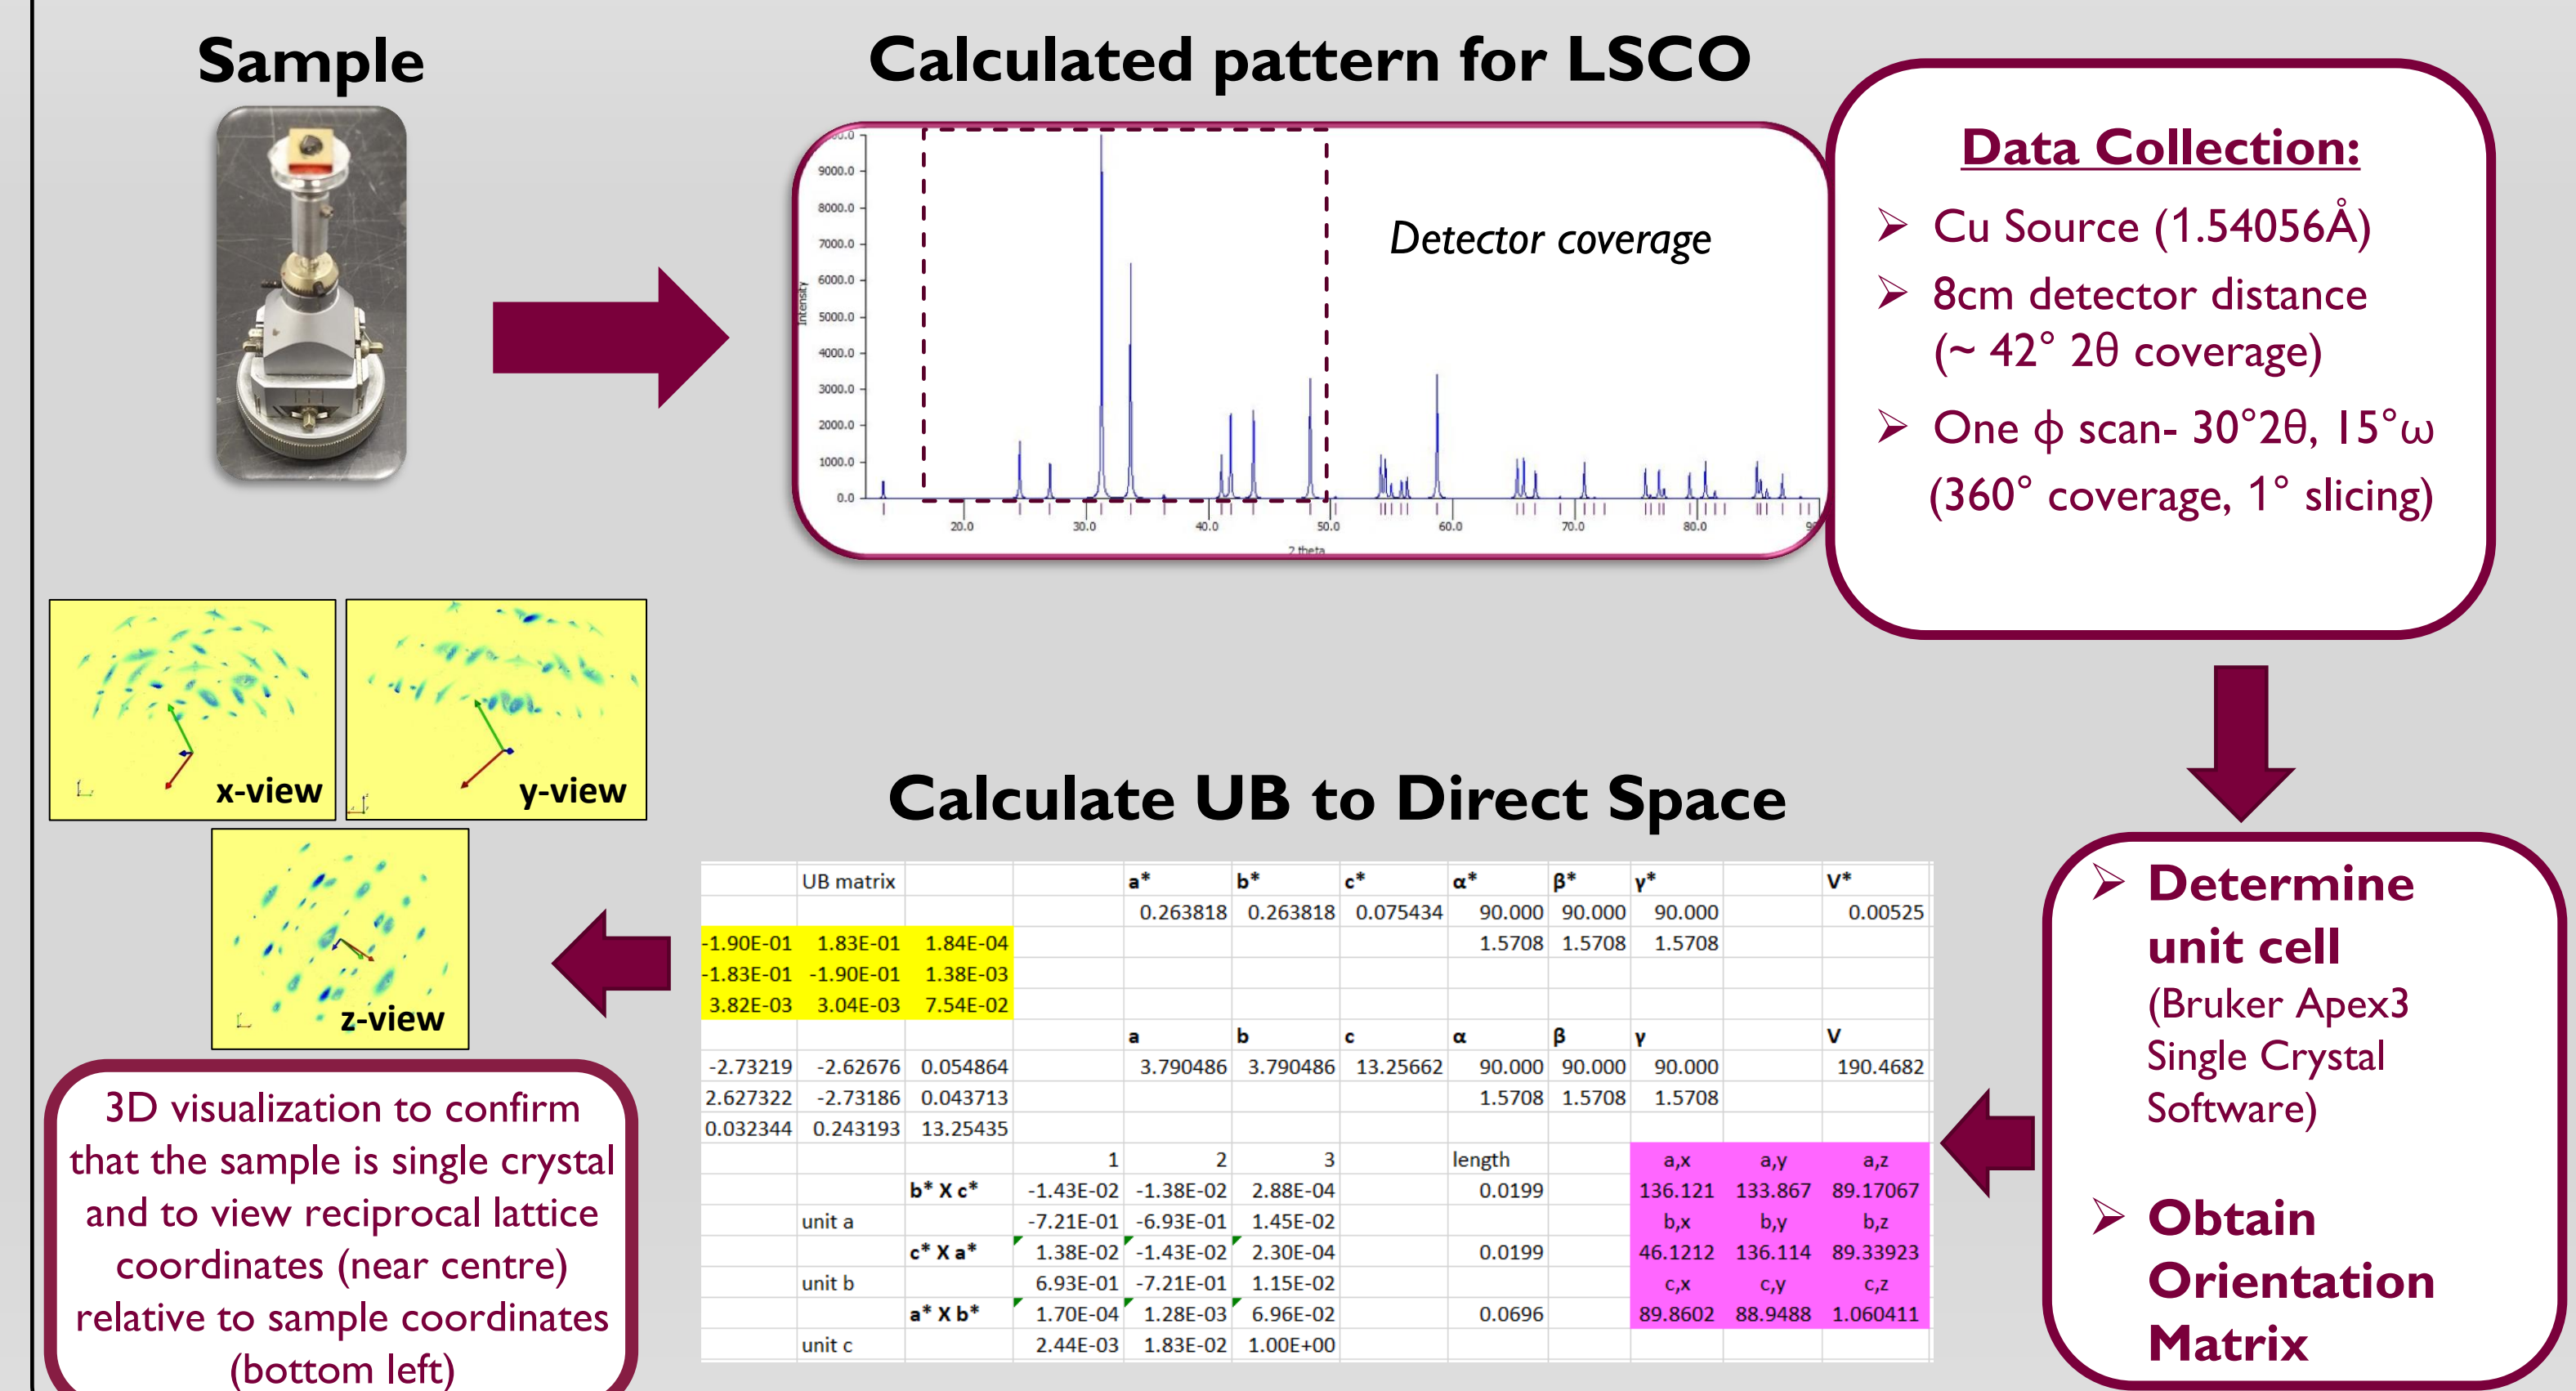 Sample
Calculated pattern for LSCO
9000.0
8000.0
7000.0
6000.0
5000.0
4000.0
3000.0
2000.0
1000.0
0.0
Intensity
20.0 30.0 40.0 50.0 60.0 70.0 80.0
2 theta
Detector coverage
Data Collection:
➢ Cu Source (1.54056Å)
➢ 8cm detector distance
(~ 42° 2θ coverage)
➢ One ϕ scan- 30°2θ, 15°ω
(360° coverage, 1° slicing)
➢ Determine
unit cell
(Bruker Apex3
Single Crystal
Software)
➢ Obtain
Orientation
Matrix
Calculate UB to Direct Space
UB matrix a* b* c* α* β* γ* V*
0.263818 0.263818 0.075434 90.000 90.000 90.000 0.00525
-1.90E-01 1.83E-01 1.84E-04 1.5708 1.5708 1.5708
-1.83E-01 -1.90E-01 1.38E-03
3.82E-03 3.04E-03 7.54E-02
a b c α β γ V
-2.73219 -2.62676 0.054864 3.790486 3.790486 13.25662 90.000 90.000 90.000 190.4682
2.627322 -2.73186 0.043713 1.5708 1.5708 1.5708
0.032344 0.243193 13.25435
1 2 3 length a,x a,y a,z
b* X c* -1.43E-02 -1.38E-02 2.88E-04 0.0199 136.121 133.867 89.17067
unit a -7.21E-01 -6.93E-01 1.45E-02 b,x b,y b,z
c* X a* 1.38E-02 -1.43E-02 2.30E-04 0.0199 46.1212 136.114 89.33923
unit b 6.93E-01 -7.21E-01 1.15E-02 c,x c,y c,z
a* X b* 1.70E-04 1.28E-03 6.96E-02 0.0696 89.8602 88.9488 1.060411
unit c 2.44E-03 1.83E-02 1.00E+00
x-view
y-view
z-view
3D visualization to confirm
that the sample is single crystal
and to view reciprocal lattice
coordinates (near centre)
relative to sample coordinates
(bottom left)